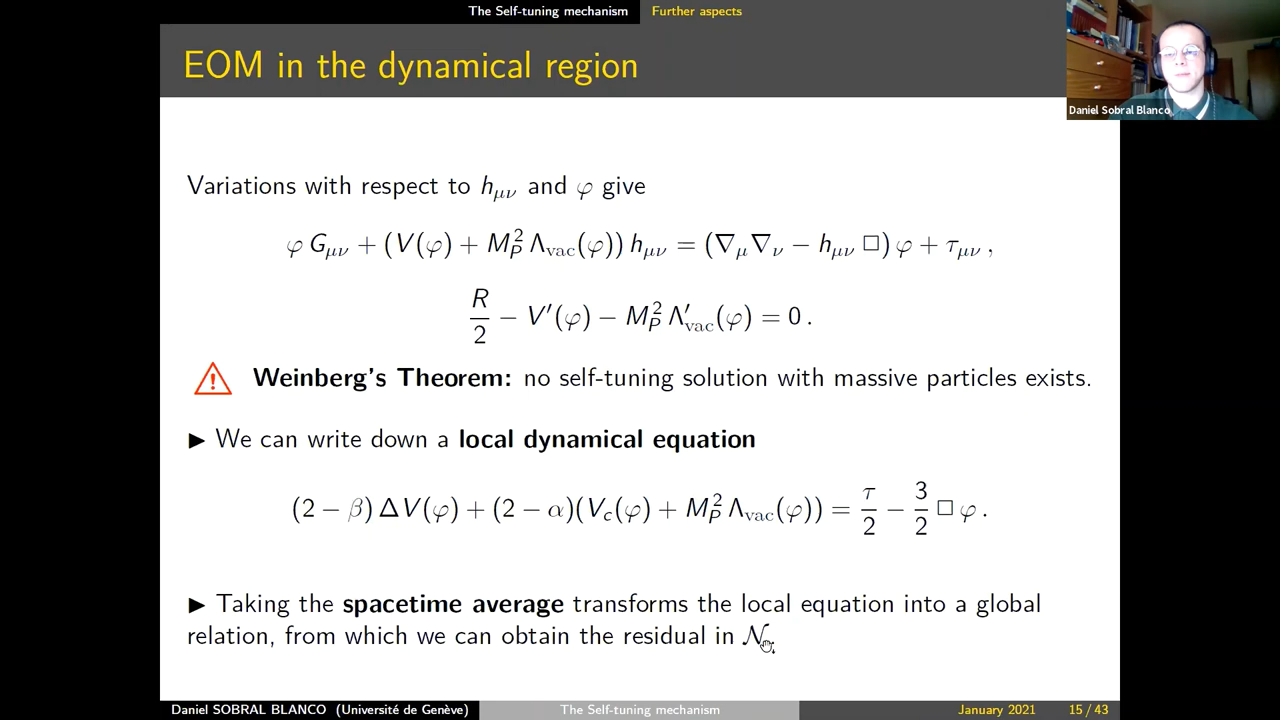 The Self-tuning mechanism Further aspects
EOM in the dynamical region
Daniel Sobral Blanco
Variations with respect to h_{μν} and φ give
φ G_{μν} + (V(φ) + M_P^2 Λ_{vac}(φ)) h_{μν} = (∇_μ∇_ν − h_{μν} □) φ + τ_{μν} ,
R/2 − V′(φ) − M_P^2 Λ′_{vac}(φ) = 0 .
Weinberg's Theorem: no self-tuning solution with massive particles exists.
▶ We can write down a local dynamical equation
(2 − β) ΔV(φ) + (2 − α)(V_c(φ) + M_P^2 Λ_{vac}(φ)) = τ/2 − 3/2 □ φ .
▶ Taking the spacetime average transforms the local equation into a global
relation, from which we can obtain the residual in 𝒩
Daniel SOBRAL BLANCO (Université de Genève) The Self-tuning mechanism January 2021 15 / 43